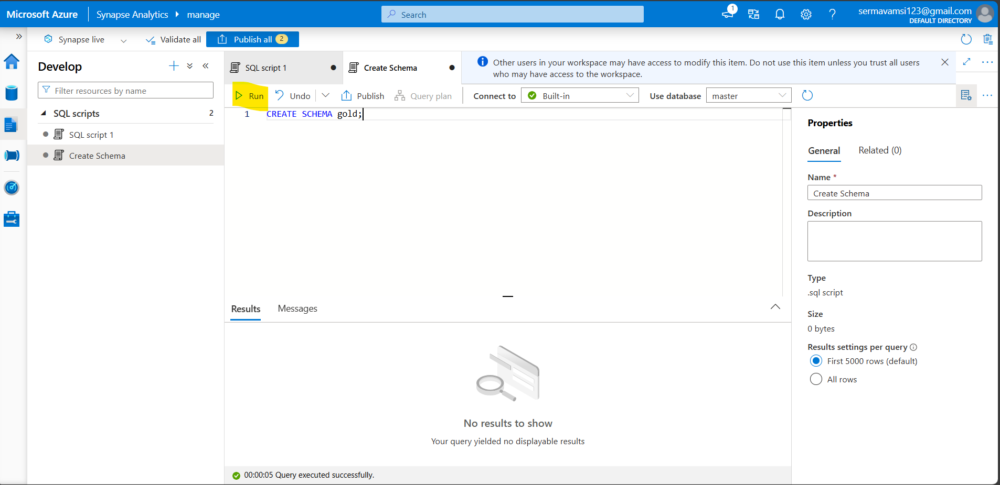 Microsoft Azure
Synapse Analytics
manage
Search
1
sermavamsi123@gmail.com
DEFAULT DIRECTORY
Synapse live
Validate all
Publish all 2
Develop
Filter resources by name
SQL scripts 2
SQL script 1
Create Schema
SQL script 1
Create Schema
Other users in your workspace may have access to modify this item. Do not use this item unless you trust all users
who may have access to the workspace.
Run
Undo
Publish
Query plan
Connect to
Built-in
Use database
master
1 CREATE SCHEMA gold;
Results
Messages
No results to show
Your query yielded no displayable results
00:00:05 Query executed successfully.
Properties
General
Related (0)
Name *
Create Schema
Description
Type
.sql script
Size
0 bytes
Results settings per query
First 5000 rows (default)
All rows